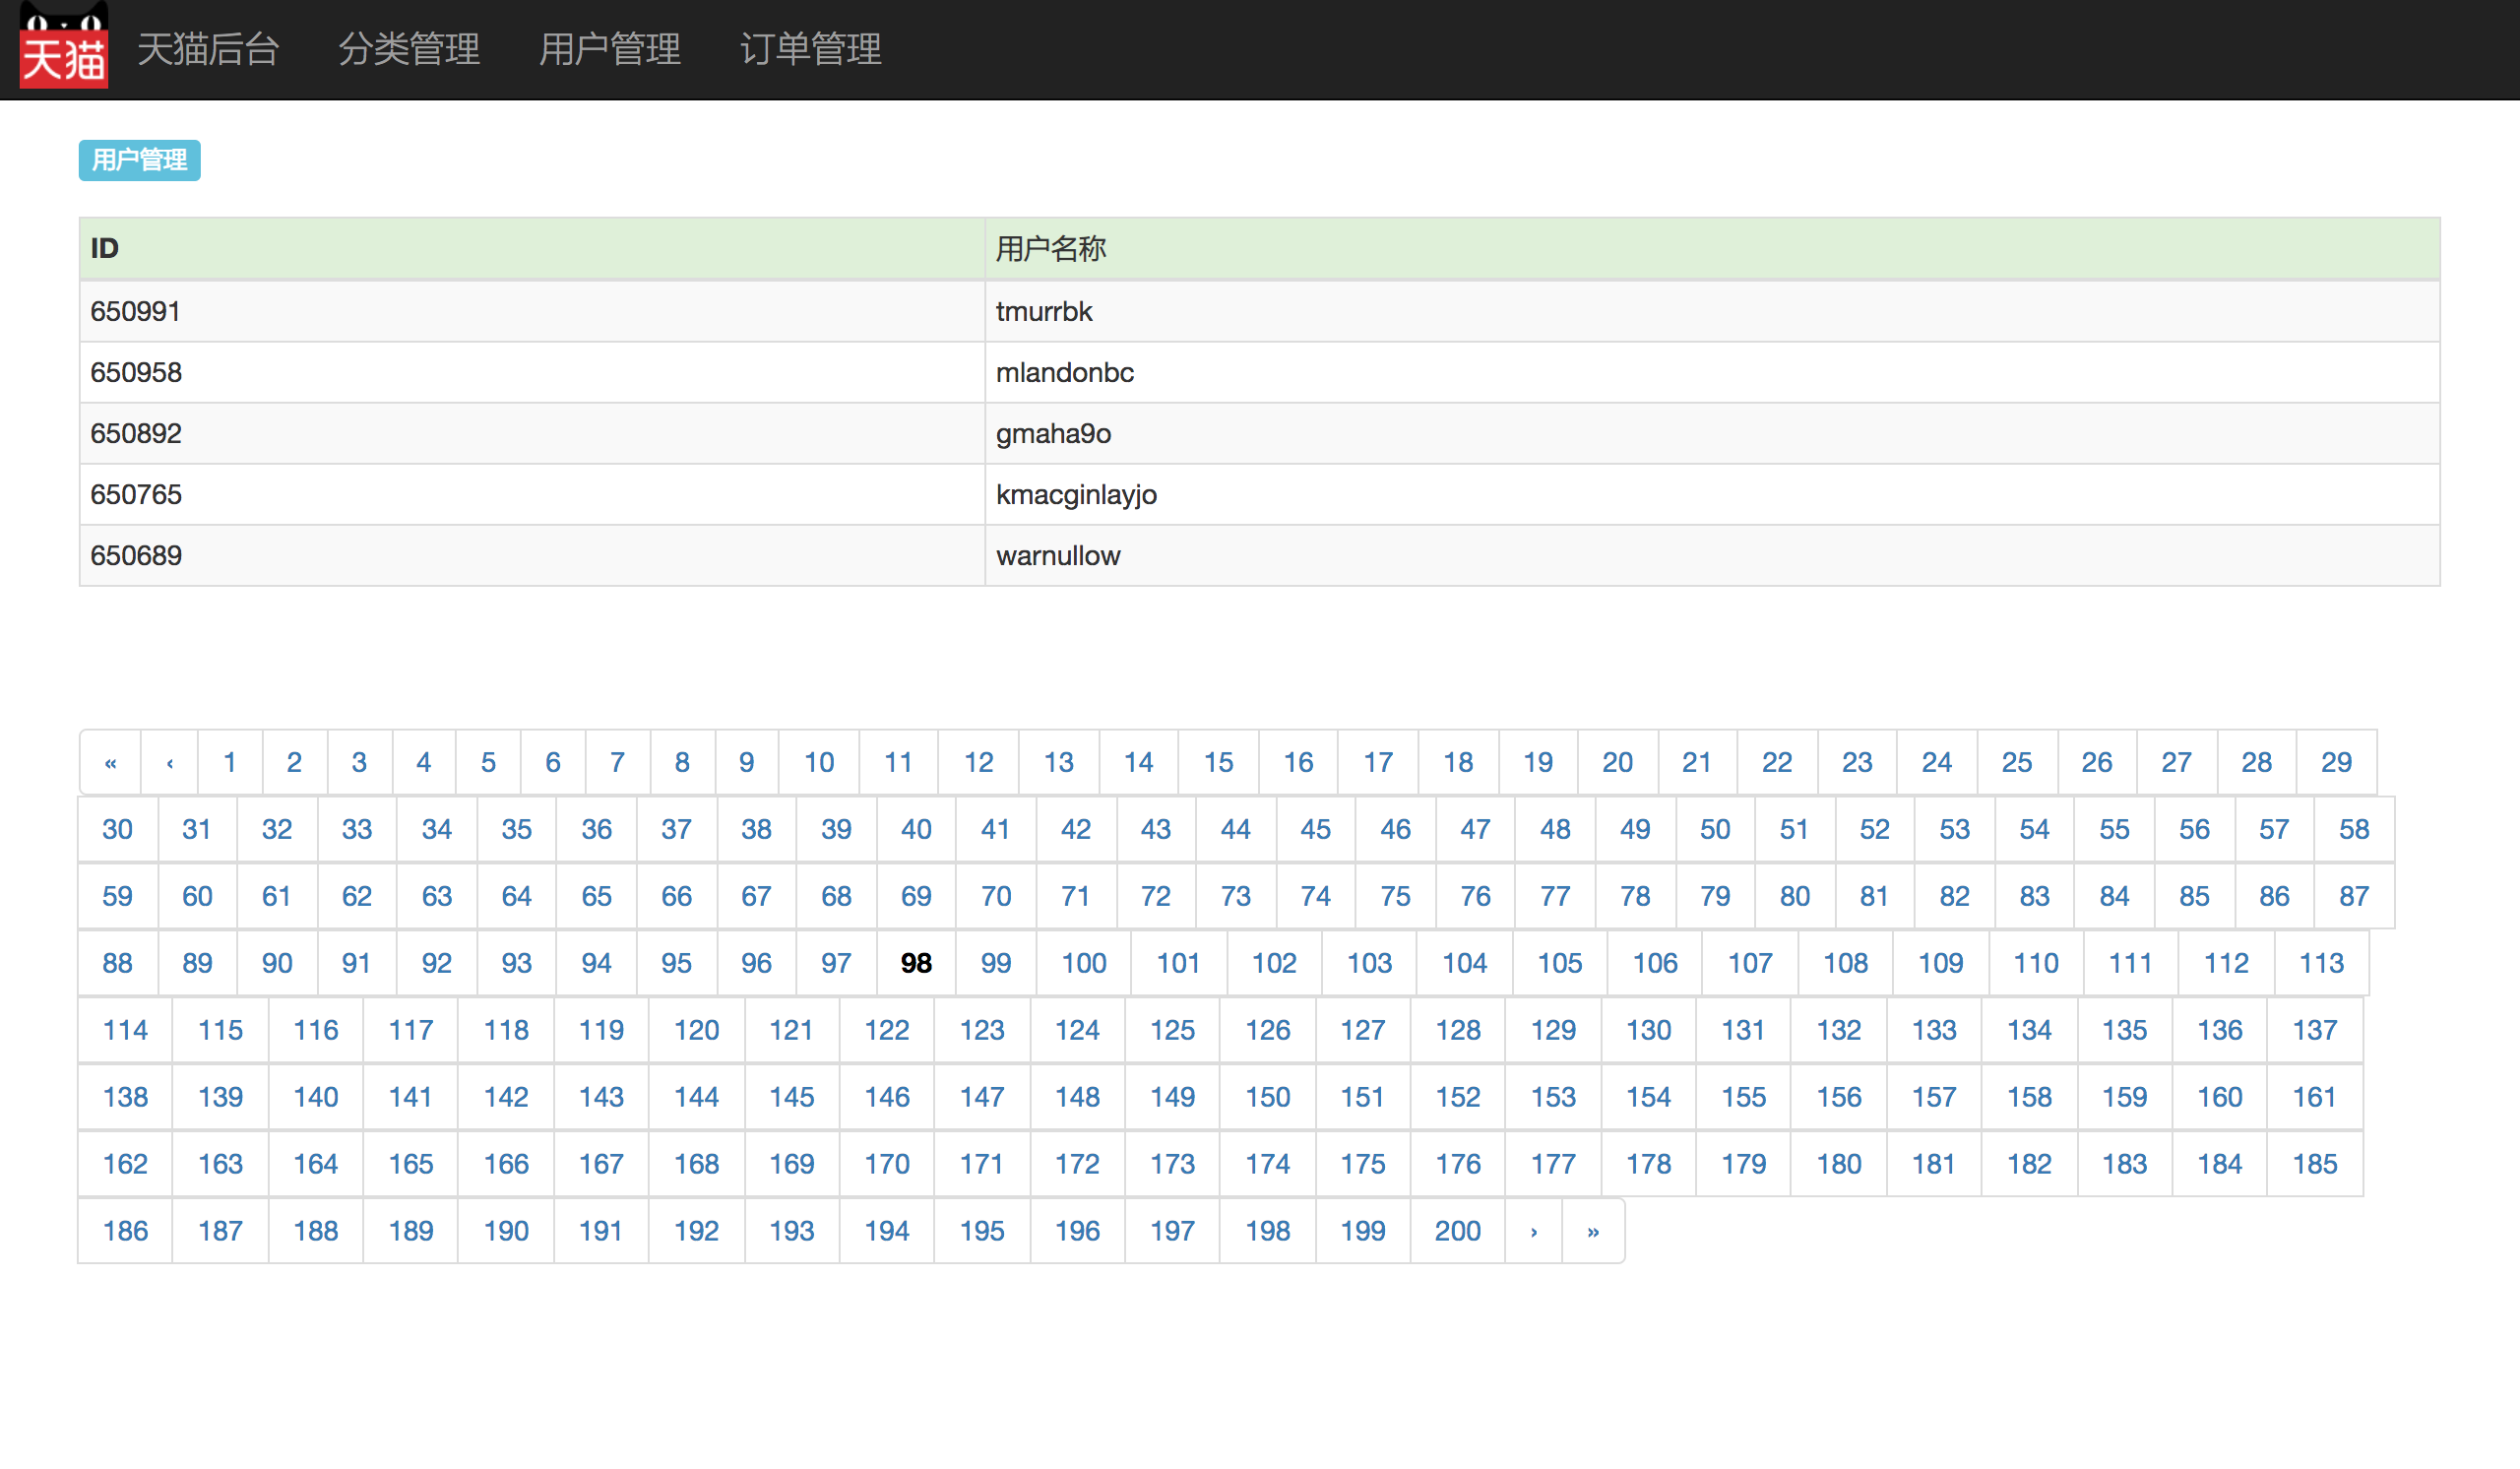 天猫 天猫后台 分类管理 用户管理 订单管理
用户管理
ID 用户名称
650991 tmurrbk
650958 mlandonbc
650892 gmaha9o
650765 kmacginlayjo
650689 warnullow
« ‹ 1 2 3 4 5 6 7 8 9 10 11 12 13 14 15 16 17 18 19 20 21 22 23 24 25 26 27 28 29
30 31 32 33 34 35 36 37 38 39 40 41 42 43 44 45 46 47 48 49 50 51 52 53 54 55 56 57 58
59 60 61 62 63 64 65 66 67 68 69 70 71 72 73 74 75 76 77 78 79 80 81 82 83 84 85 86 87
88 89 90 91 92 93 94 95 96 97 98 99 100 101 102 103 104 105 106 107 108 109 110 111 112 113
114 115 116 117 118 119 120 121 122 123 124 125 126 127 128 129 130 131 132 133 134 135 136 137
138 139 140 141 142 143 144 145 146 147 148 149 150 151 152 153 154 155 156 157 158 159 160 161
162 163 164 165 166 167 168 169 170 171 172 173 174 175 176 177 178 179 180 181 182 183 184 185
186 187 188 189 190 191 192 193 194 195 196 197 198 199 200 › »